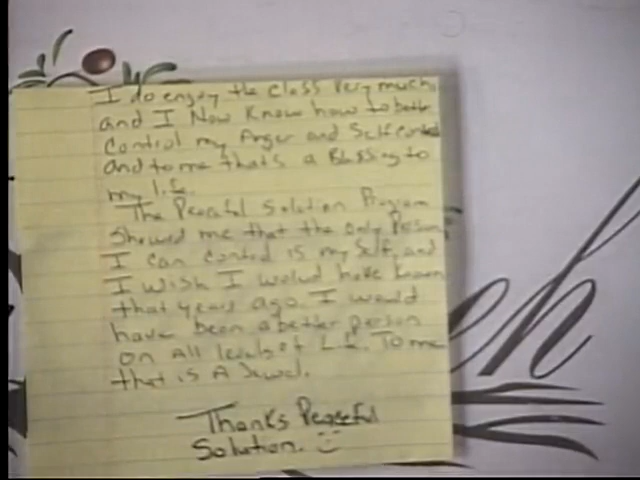 I do enjoy the class very much,
and I Now Know how to better
Control my Anger and Self control
And to me that's a Blessing to
my life.
The Peaceful Solution Program
Showed me that the only Person
I can control is my self, and
I wish I wolud have known
that years ago. I would
have been a better person
on all levels of Life. To me
that is A Jewel.
Thanks Peaceful
Solution. :)
eh